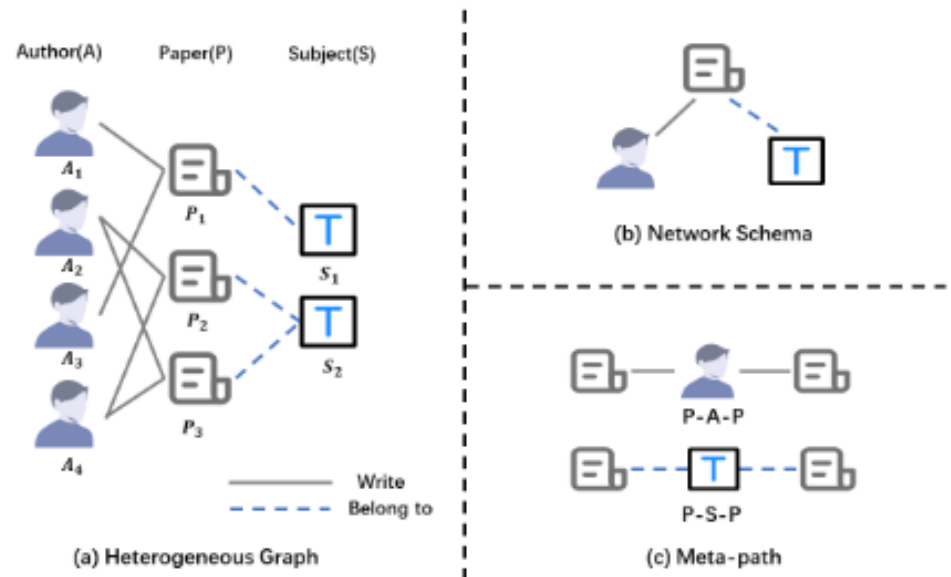 Author(A) Paper(P) Subject(S)
A₁
P₁
A₂
T
S₁
P₂
A₃
T
S₂
P₃
A₄
Write
Belong to
(a) Heterogeneous Graph
T
(b) Network Schema
P-A-P
T
P-S-P
(c) Meta-path